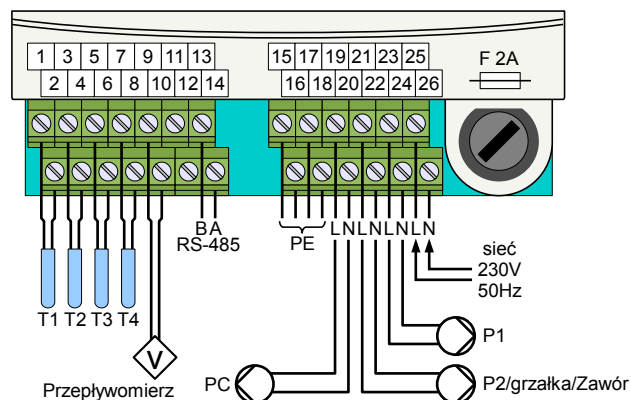 1 3 5 7 9 11 13
2 4 6 8 10 12 14
15 17 19 21 23 25
16 18 20 22 24 26
F 2A
BA
RS-485
PE
LNLNLNLN
sieć
230V
50Hz
T1 T2 T3 T4
P1
V
Przepływomierz
PC
P2/grzałka/Zawór